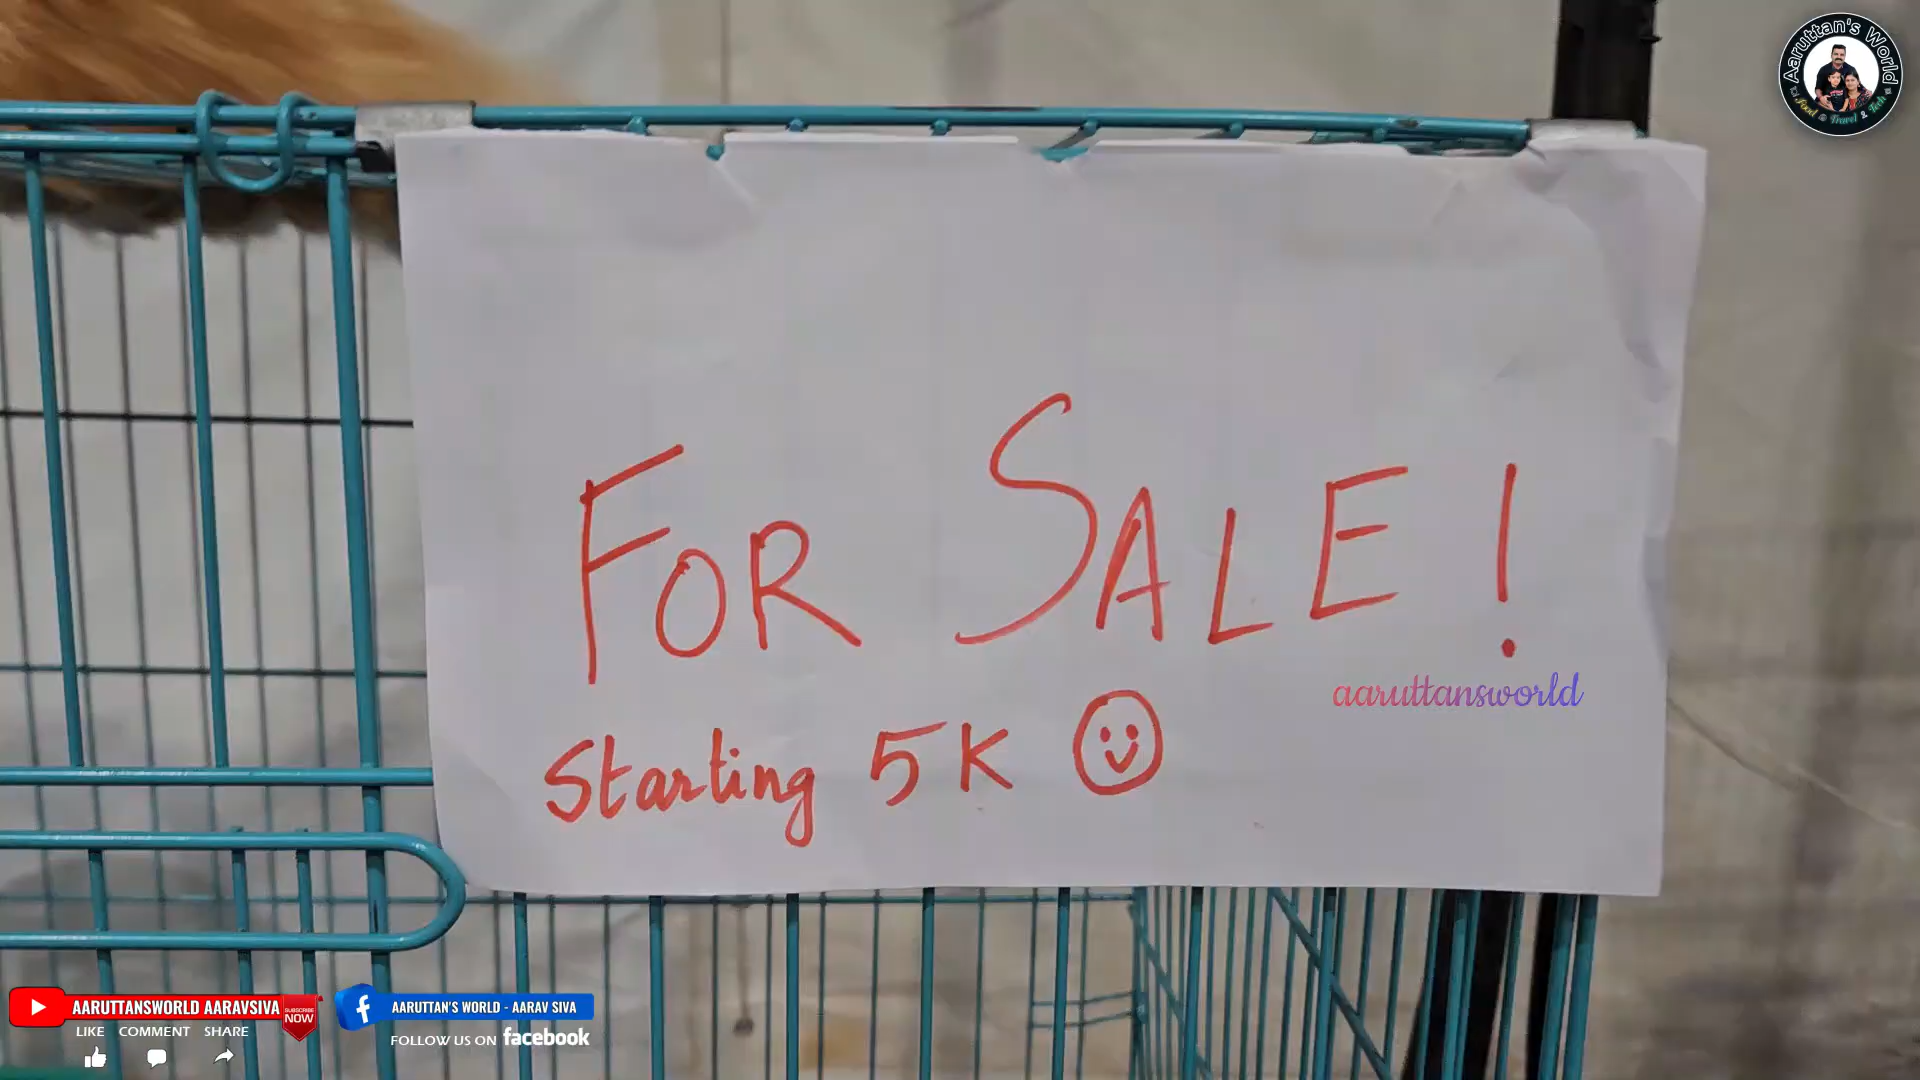 Aaruttan's World
Food @ Travel & Tech
FOR SALE!
aaruttansworld
Starting 5K
AARUTTANSWORLD AARAVSIVA
SUBSCRIBE NOW
LIKE COMMENT SHARE
AARUTTAN'S WORLD - AARAV SIVA
FOLLOW US ON facebook